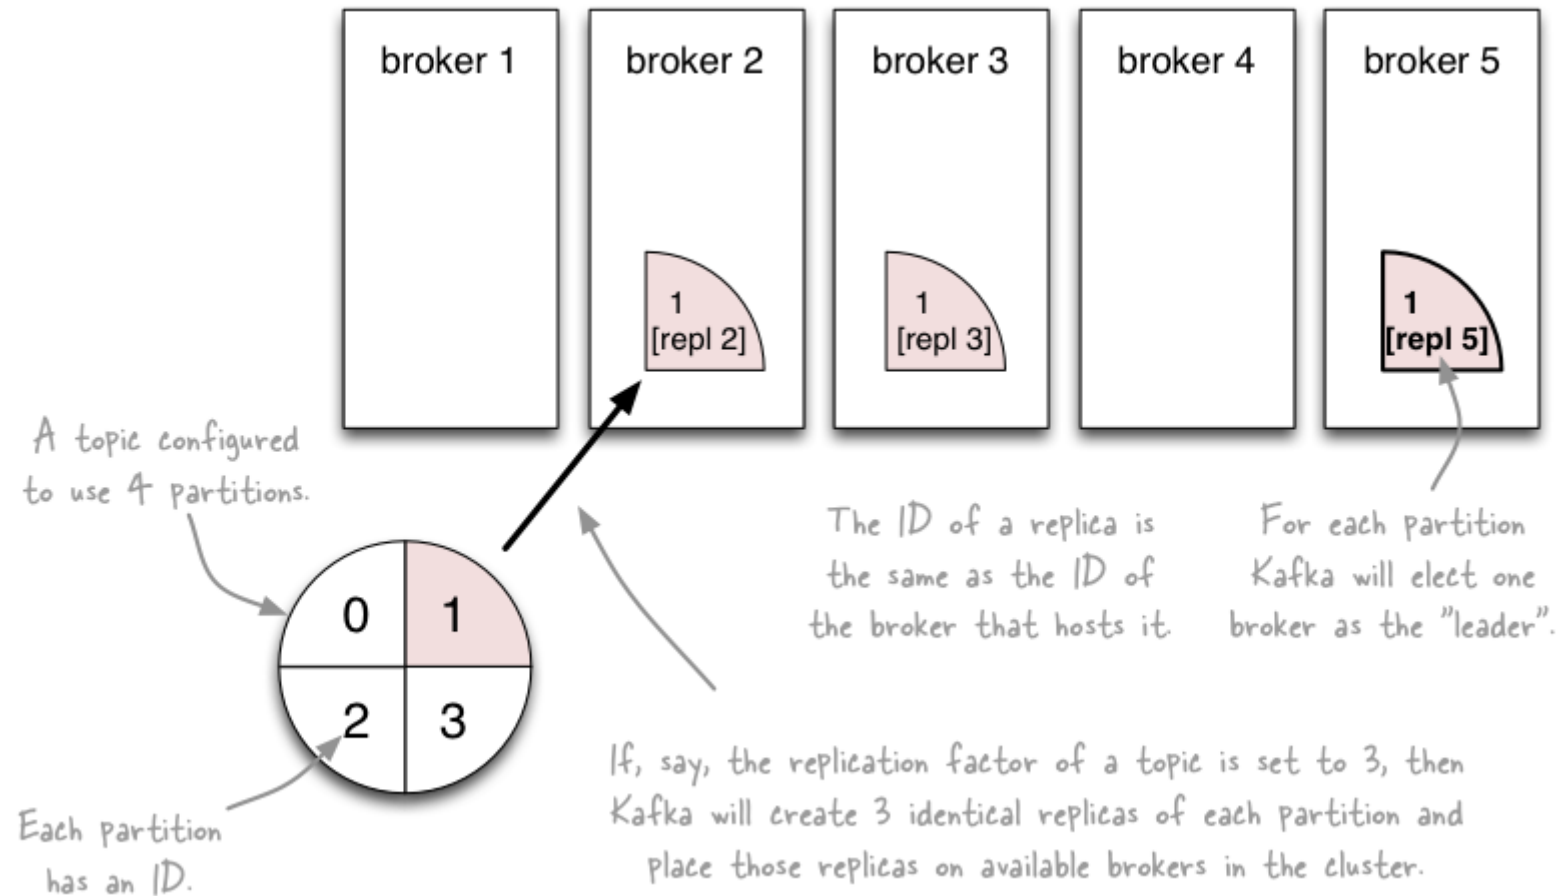 broker 1
broker 2
broker 3
broker 4
broker 5
1
[repl 2]
1
[repl 3]
1
[repl 5]
A topic configured
to use 4 partitions.
The ID of a replica is
the same as the ID of
the broker that hosts it.
For each partition
Kafka will elect one
broker as the "leader".
0
1
2
3
If, say, the replication factor of a topic is set to 3, then
Kafka will create 3 identical replicas of each partition and
place those replicas on available brokers in the cluster.
Each partition
has an ID.